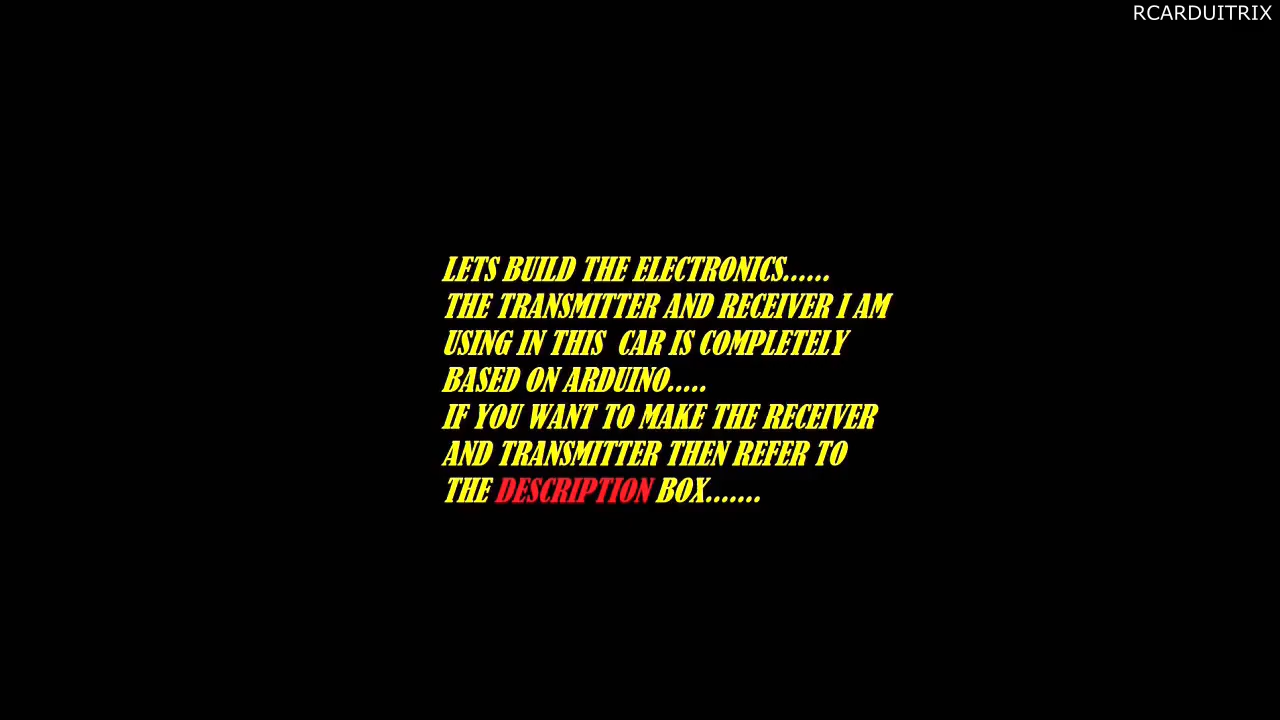 RCARDUITRIX
LETS BUILD THE ELECTRONICS......
THE TRANSMITTER AND RECEIVER I AM
USING IN THIS  CAR IS COMPLETELY
BASED ON ARDUINO.....
IF YOU WANT TO MAKE THE RECEIVER
AND TRANSMITTER THEN REFER TO
THE DESCRIPTION BOX.......